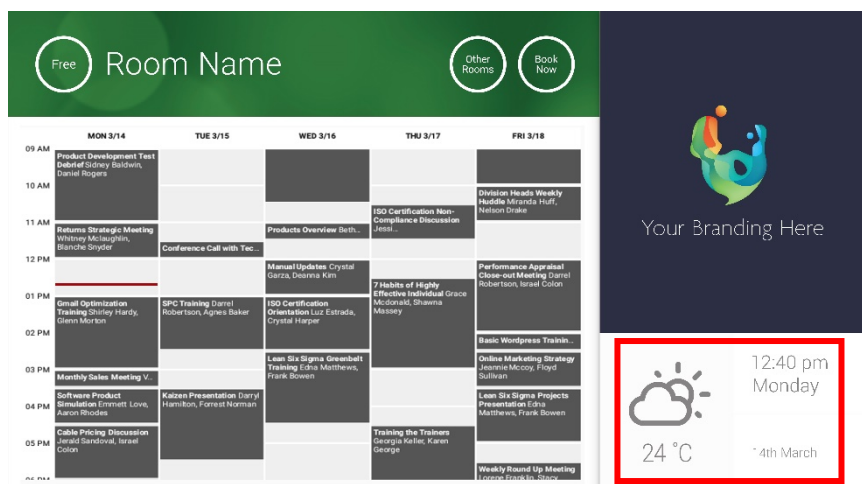 Free
Room Name
Other
Rooms
Book
Now
MON 3/14
TUE 3/15
WED 3/16
THU 3/17
FRI 3/18
09 AM
10 AM
11 AM
12 PM
01 PM
02 PM
03 PM
04 PM
05 PM
06 PM
Product Development Test
Debrief Sidney Baldwin,
Daniel Rogers
Returns Strategic Meeting
Whitney Mclaughlin,
Blanche Snyder
Gmail Optimization
Training Shirley Hardy,
Glenn Morton
Monthly Sales Meeting V..
Software Product
Simulation Emmett Love,
Aaron Rhodes
Cable Pricing Discussion
Jerald Sandoval, Israel
Colon
Conference Call with Tec...
SPC Training Darrel
Robertson, Agnes Baker
Kaizen Presentation Darryl
Hamilton, Forrest Norman
Products Overview Beth..
Manual Updates Crystal
Garza, Deanna Kim
ISO Certification
Orientation Luz Estrada,
Crystal Harper
Lean Six Sigma Greenbelt
Training Edna Matthews,
Frank Bowen
ISO Certification Non-
Compliance Discussion
Jessi...
7 Habits of Highly
Effective Individual Grace
Mcdonald, Shawna
Massey
Training the Trainers
Georgia Keller, Karen
George
Division Heads Weekly
Huddle Miranda Huff,
Nelson Drake
Performance Appraisal
Close-out Meeting Darrel
Robertson, Israel Colon
Basic Wordpress Trainin..
Online Marketing Strategy
Jeannie Mccoy, Floyd
Sullivan
Lean Six Sigma Projects
Presentation Edna
Matthews, Frank Bowen
Weekly Round Up Meeting
Lorene Franklin, Stacy
Your Branding Here
12:40 pm
Monday
24 °C
14th March